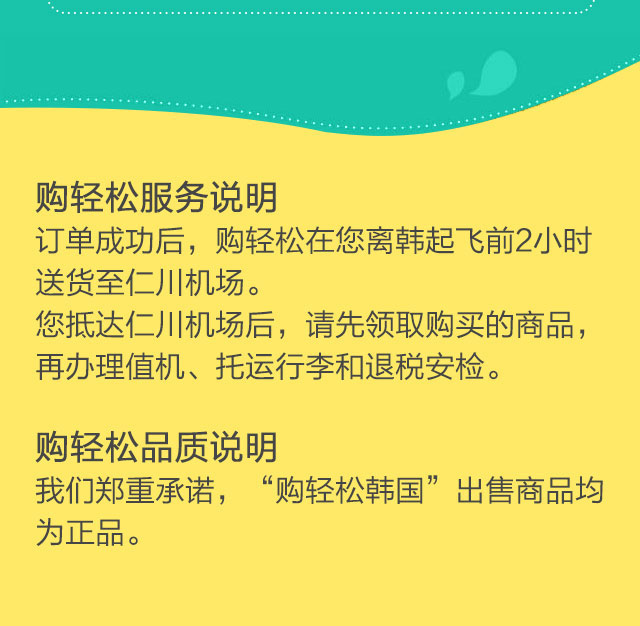 购轻松服务说明
订单成功后，购轻松在您离韩起飞前2小时
送货至仁川机场。
您抵达仁川机场后，请先领取购买的商品，
再办理值机、托运行李和退税安检。
购轻松品质说明
我们郑重承诺，“购轻松韩国”出售商品均
为正品。